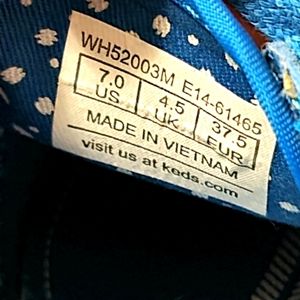 WH52003M E14-61465
7.0 4.5 37.5
US UK EUR
MADE IN VIETNAM
visit us at keds.com